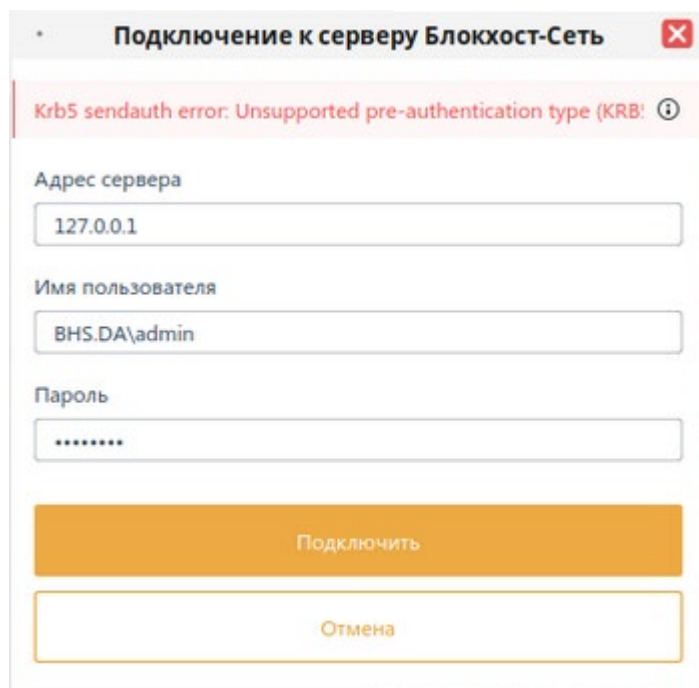 Подключение к серверу Блокхост-Сеть
Krb5 sendauth error: Unsupported pre-authentication type (KRB!
Адрес сервера
127.0.0.1
Имя пользователя
BHS.DA\admin
Пароль
••••••••
Подключить
Отмена